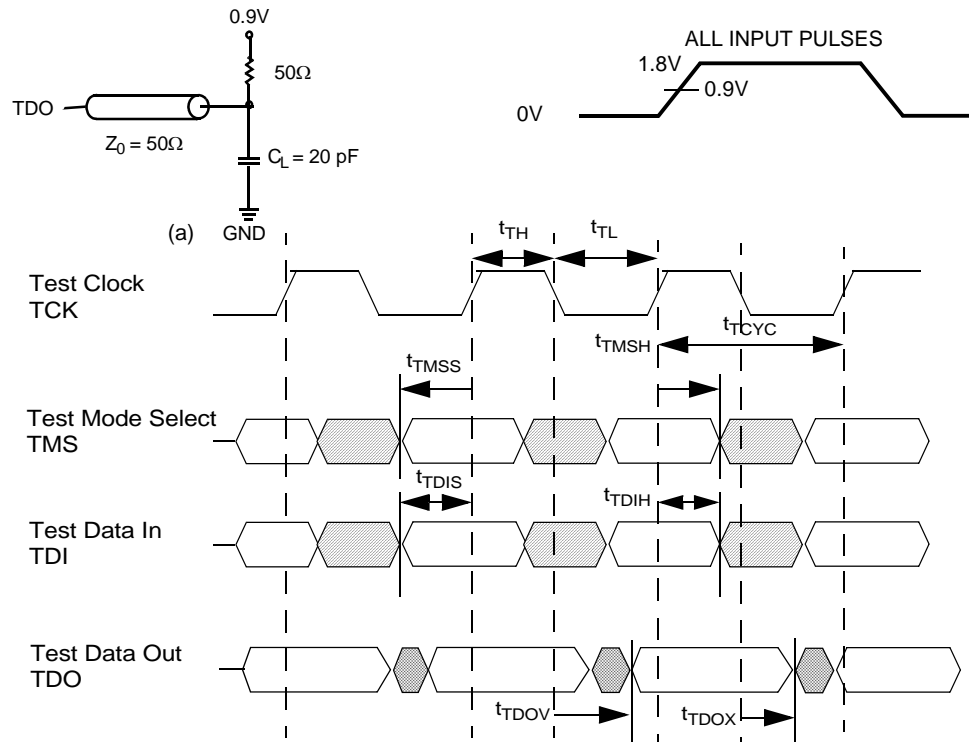 0.9V
ALL INPUT PULSES
50Ω
1.8V
0.9V
TDO
0V
Z0 = 50Ω
CL = 20 pF
(a)
GND
tTH
tTL
Test Clock
TCK
tTCYC
tTMSH
tTMSS
Test Mode Select
TMS
tTDIS
tTDIH
Test Data In
TDI
Test Data Out
TDO
tTDOV
tTDOX